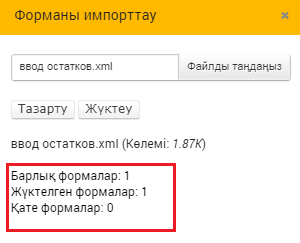 Форманы импорттау
ввод остатков.xml Файлды таңдаңыз
Тазарту Жүктеу
ввод остатков.xml (Көлемі: 1.87K)
Барлық формалар: 1
Жүктелген формалар: 1
Қате формалар: 0